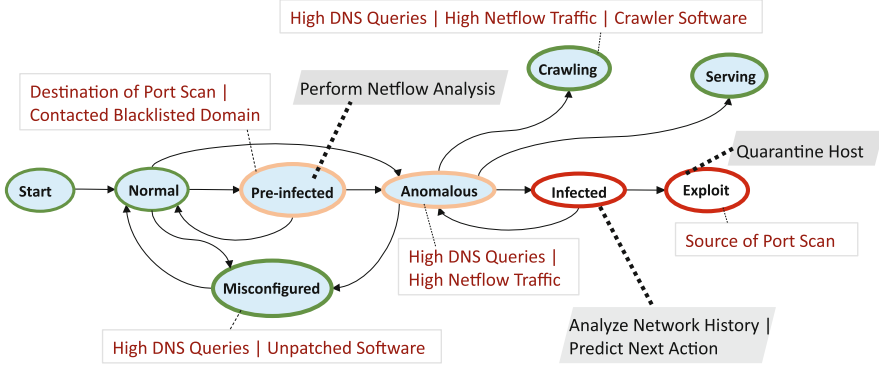 High DNS Queries | High Netflow Traffic | Crawler Software
Crawling
Serving
Destination of Port Scan |
Contacted Blacklisted Domain
Perform Netflow Analysis
Quarantine Host
Start
Normal
Pre-infected
Anomalous
Infected
Exploit
Source of Port Scan
High DNS Queries |
High Netflow Traffic
Misconfigured
High DNS Queries | Unpatched Software
Analyze Network History |
Predict Next Action